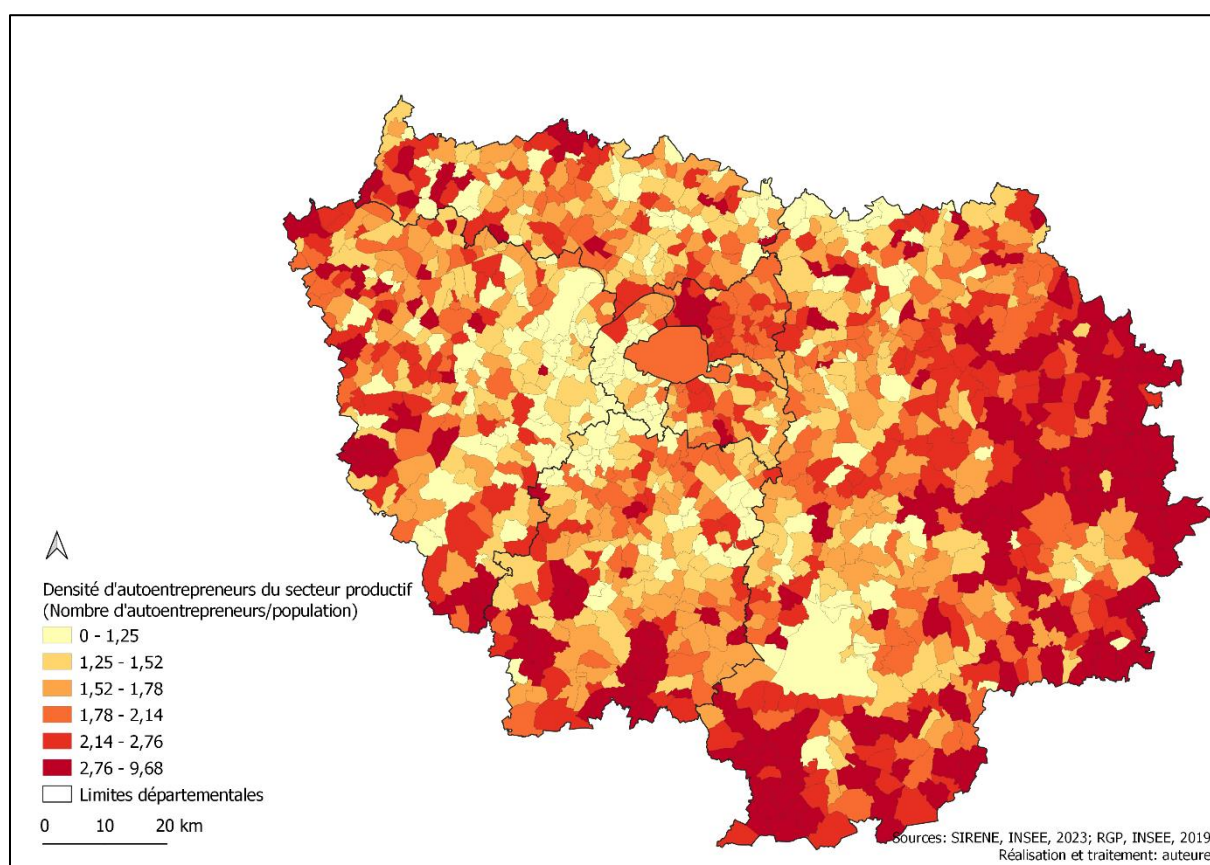 Densité d'autoentrepreneurs du secteur productif
(Nombre d'autoentrepreneurs/population)
0 - 1,25
1,25 - 1,52
1,52 - 1,78
1,78 - 2,14
2,14 - 2,76
2,76 - 9,68
Limites départementales
0 10 20 km
Sources: SIRENE, INSEE, 2023; RGP, INSEE, 2019
Réalisation et traitement: auteure